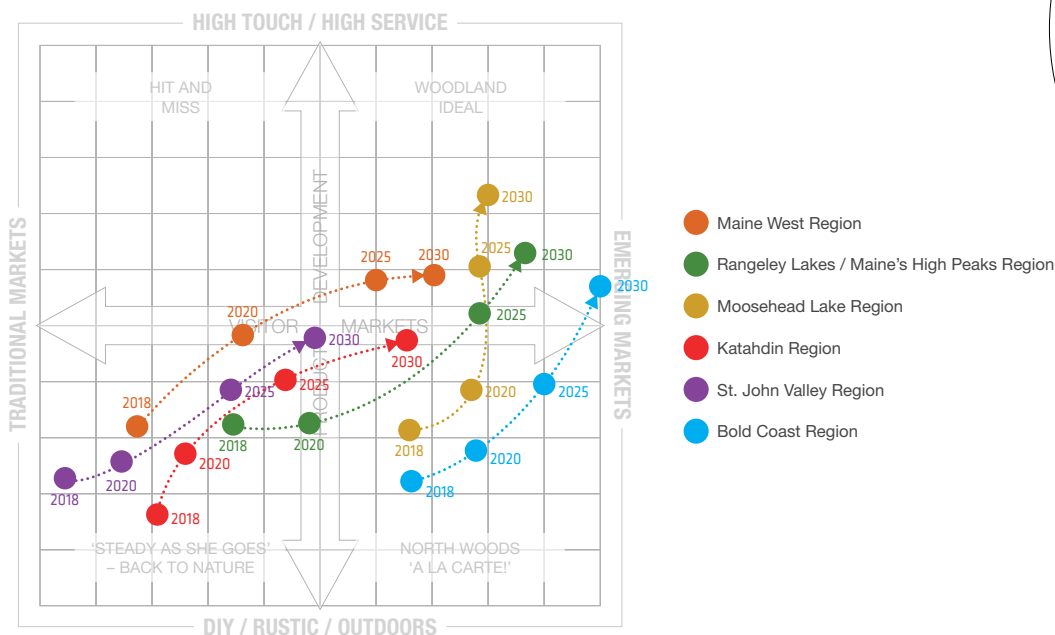 HIGH TOUCH / HIGH SERVICE
HIT AND
MISS
WOODLAND
IDEAL
TRADITIONAL MARKETS
EMERGING MARKETS
PRODUCT DEVELOPMENT
VISITOR MARKETS
'STEADY AS SHE GOES'
– BACK TO NATURE
NORTH WOODS
'A LA CARTE!'
DIY / RUSTIC / OUTDOORS
2018
2020
2025
2030
2018
2020
2025
2030
2018
2020
2025
2030
2018
2020
2025
2030
2018
2020
2025
2030
2018
2020
2025
2030
Maine West Region
Rangeley Lakes / Maine's High Peaks Region
Moosehead Lake Region
Katahdin Region
St. John Valley Region
Bold Coast Region